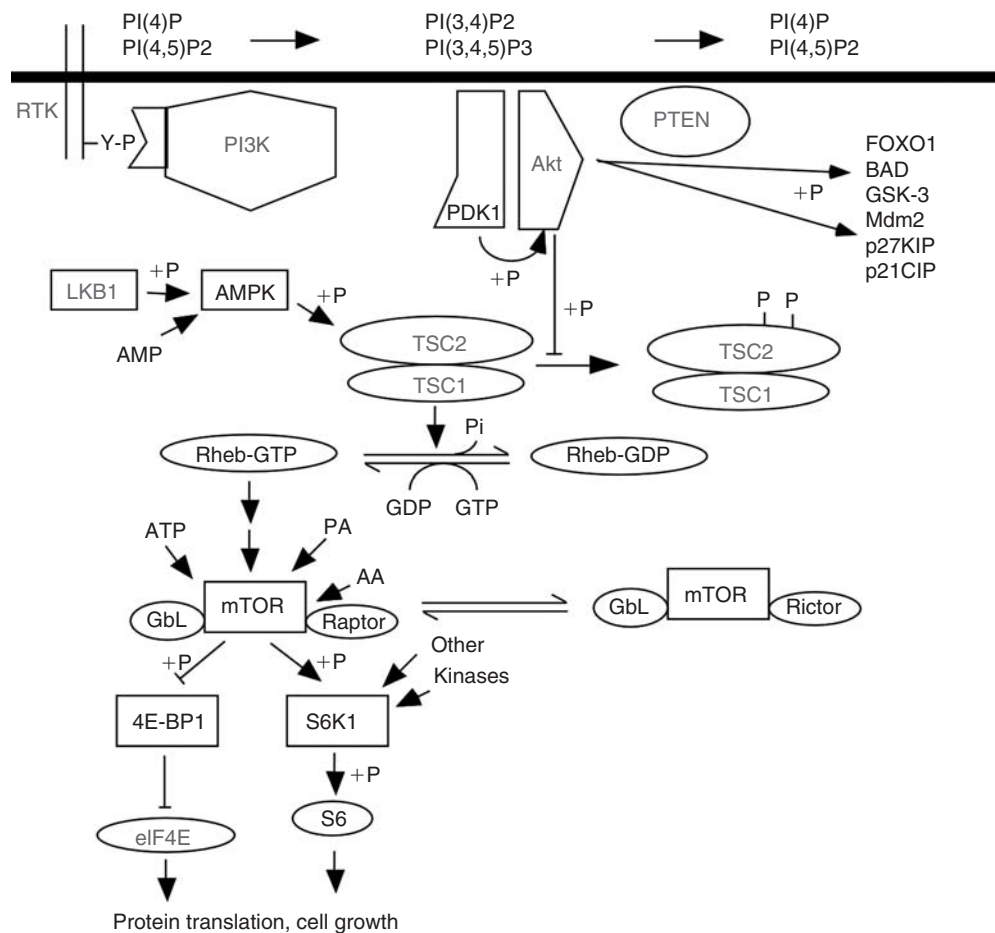 PI(4)P
PI(4,5)P2
PI(3,4)P2
PI(3,4,5)P3
PI(4)P
PI(4,5)P2
RTK
Y-P
PI3K
PDK1
Akt
PTEN
+P
FOXO1
BAD
GSK-3
Mdm2
p27KIP
p21CIP
+P
LKB1
+P
AMPK
+P
AMP
+P
TSC2
TSC1
P P
TSC2
TSC1
Rheb-GTP
Pi
GDP GTP
Rheb-GDP
ATP
PA
AA
GbL
mTOR
Raptor
GbL
mTOR
Rictor
+P
+P
Other
Kinases
4E-BP1
S6K1
+P
eIF4E
S6
Protein translation, cell growth